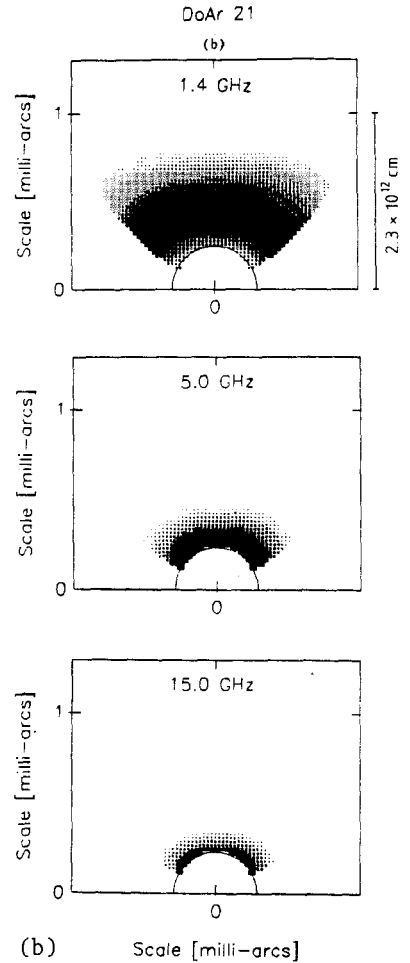 DoAr 21
(b)
1.4 GHz
Scale [milli-arcs]
1
0
0
2.3 × 10¹² cm
5.0 GHz
Scale [milli-arcs]
1
0
0
15.0 GHz
Scale [milli-arcs]
1
0
0
(b)
Scale [milli-arcs]